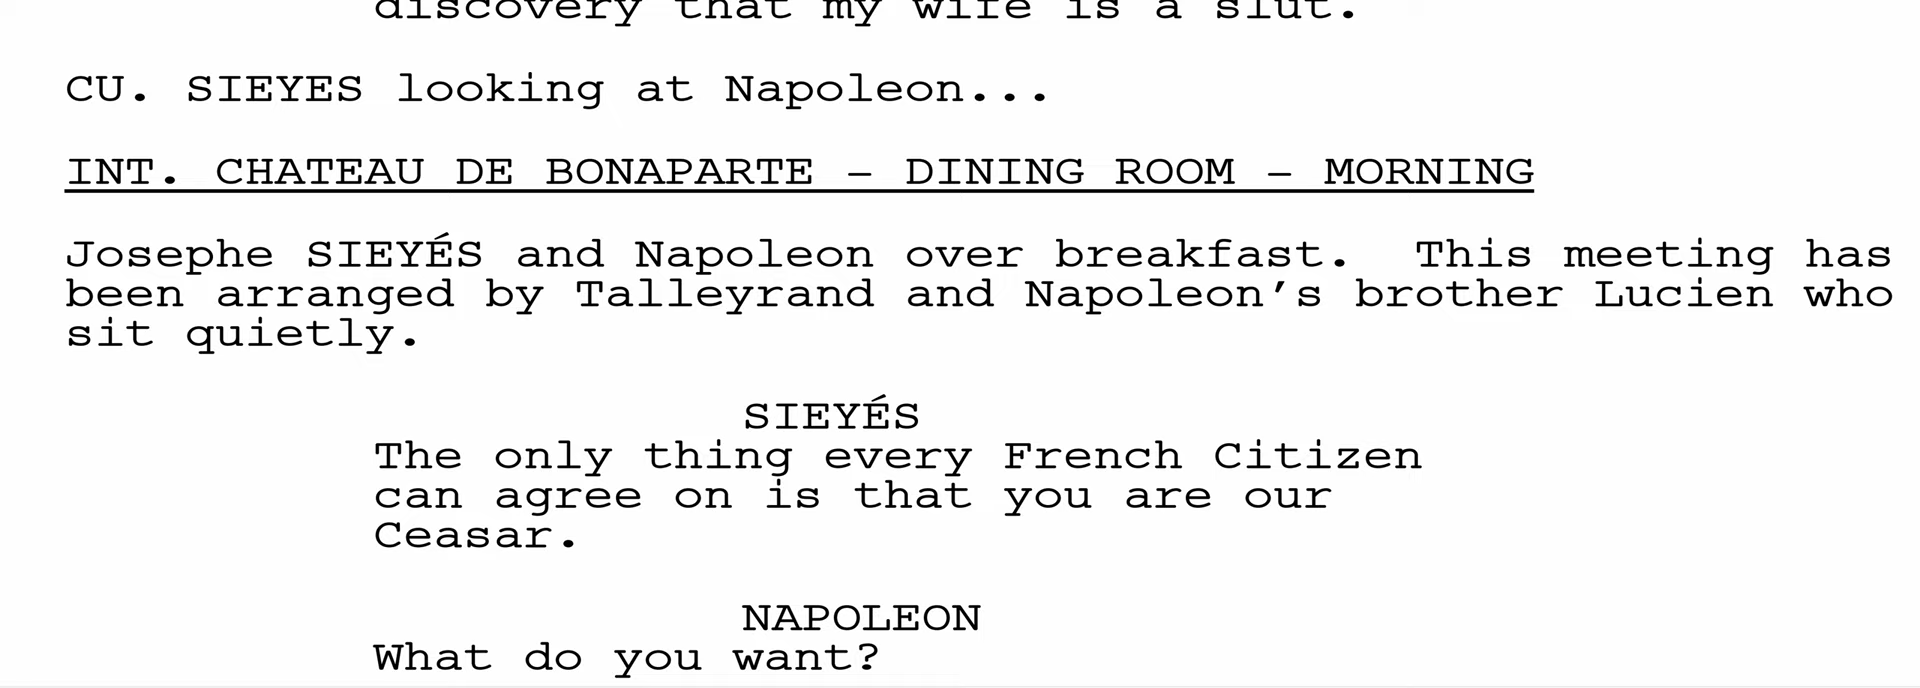 discovery that my wife is a slut.
CU. SIEYES looking at Napoleon...
INT. CHATEAU DE BONAPARTE – DINING ROOM – MORNING
Josephe SIEYÉS and Napoleon over breakfast.  This meeting has
been arranged by Talleyrand and Napoleon’s brother Lucien who
sit quietly.
SIEYÉS
The only thing every French Citizen
can agree on is that you are our
Ceasar.
NAPOLEON
What do you want?